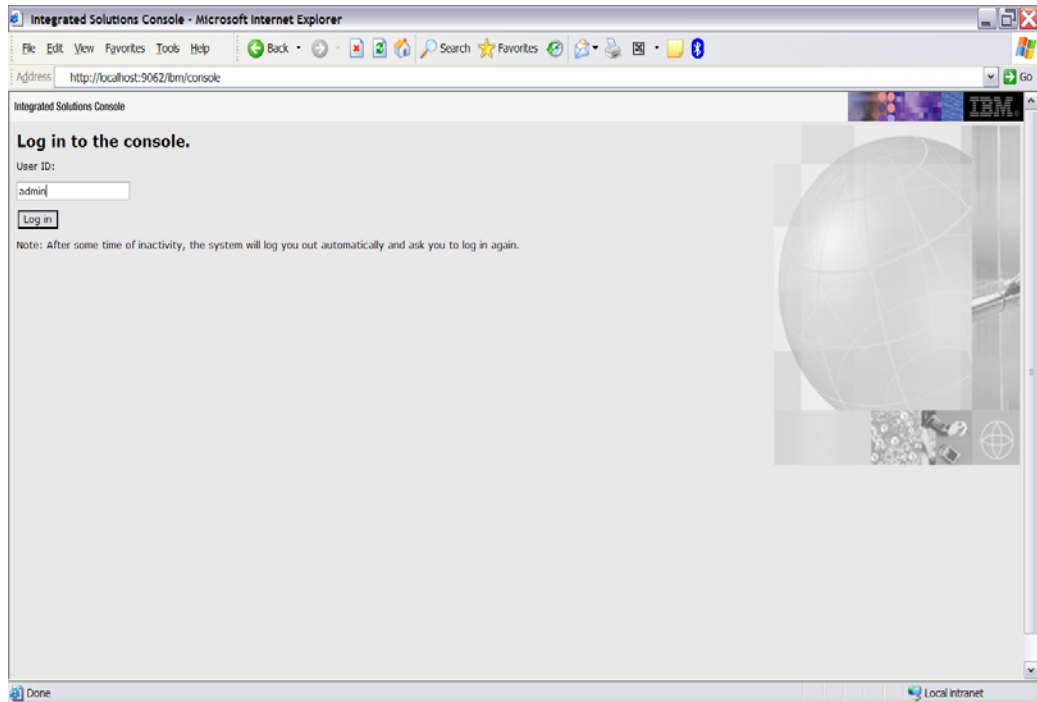 Integrated Solutions Console - Microsoft Internet Explorer
File Edit View Favorites Tools Help Back Search Favorites
Address http://localhost:9062/ibm/console Go
Integrated Solutions Console IBM
Log in to the console.
User ID:
admin
Log in
Note: After some time of inactivity, the system will log you out automatically and ask you to log in again.
Done Local intranet